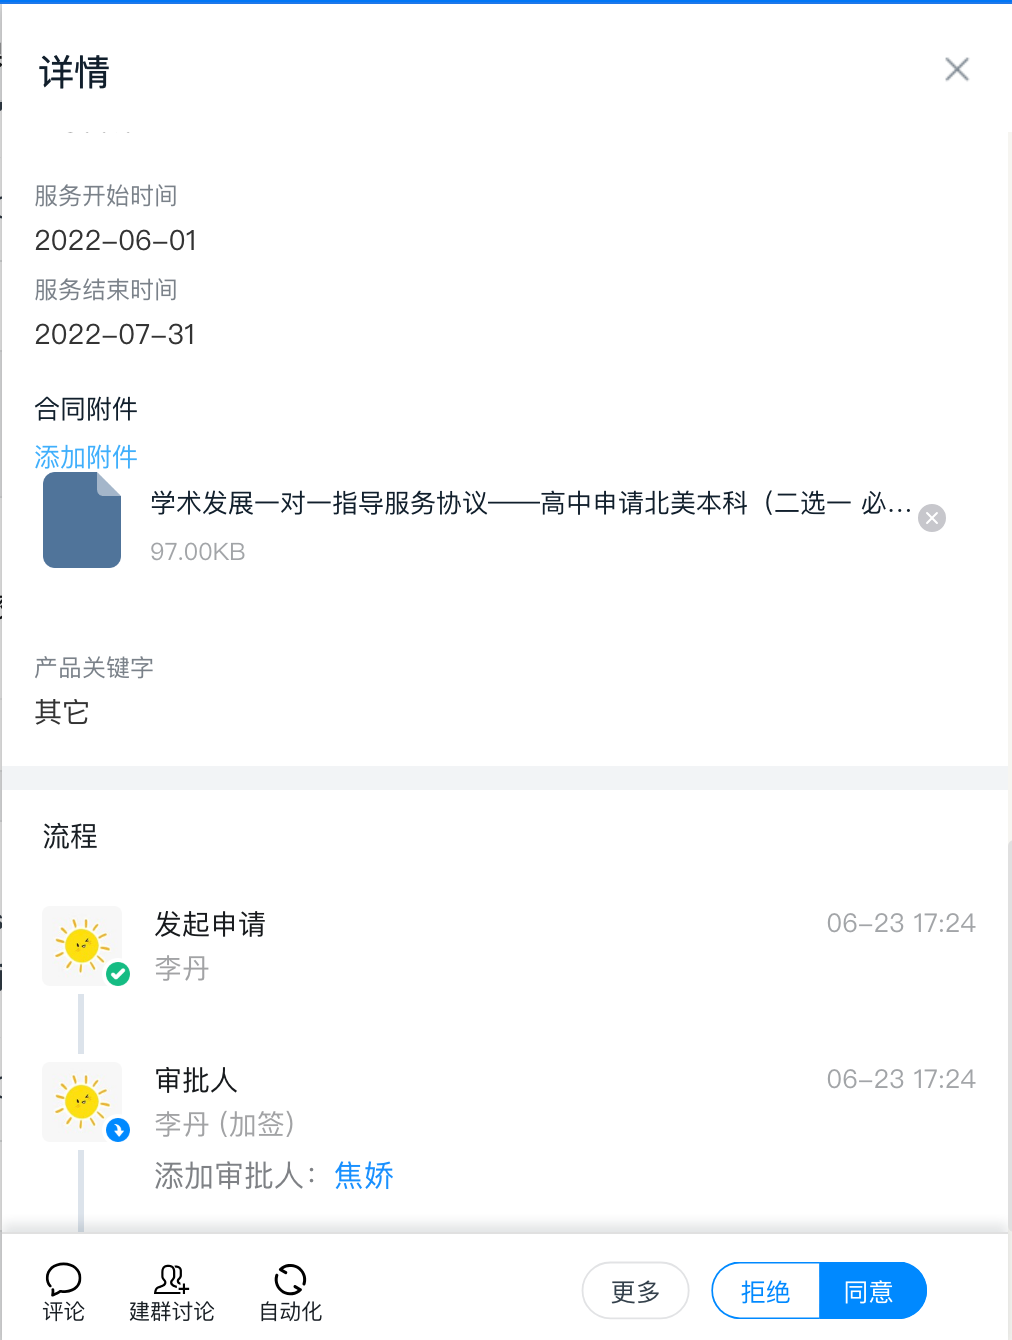 详情
服务开始时间
2022-06-01
服务结束时间
2022-07-31
合同附件
添加附件
学术发展一对一指导服务协议——高中申请北美本科（二选一 必...
97.00KB
产品关键字
其它
流程
发起申请 06-23 17:24
李丹
审批人 06-23 17:24
李丹 (加签)
添加审批人：焦娇
评论 建群讨论 自动化 更多 拒绝 同意